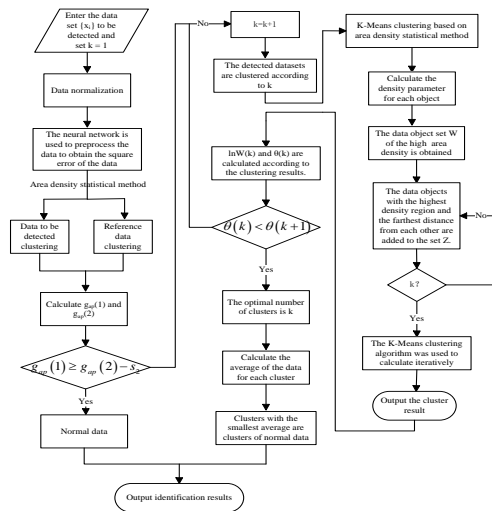 Enter the data
set {xᵢ} to be
detected and
set k = 1
Data normalization
The neural network is
used to preprocess the
data to obtain the square
error of the data
Area density statistical method
Data to be
detected
clustering
Reference
data
clustering
Calculate gₐₚ(1) and
gₐₚ(2)
gₐₚ(1) ≥ gₐₚ(2) − s₂
Yes
Normal data
Output identification results
No
k=k+1
The detected datasets
are clustered according
to k
lnW(k) and θ(k) are
calculated according to
the clustering results.
θ(k) < θ(k+1)
Yes
The optimal number
of clusters is k
Calculate the
average of the data
for each cluster
Clusters with the
smallest average are
clusters of normal data
K-Means clustering based on
area density statistical method
Calculate the
density parameter
for each object
The data object set W
of the high area
density is obtained
The data objects
with the highest
density region and
the farthest distance
from each other are
added to the set Z.
No
k?
Yes
The K-Means clustering
algorithm was used to
calculate iteratively
Output the cluster
result